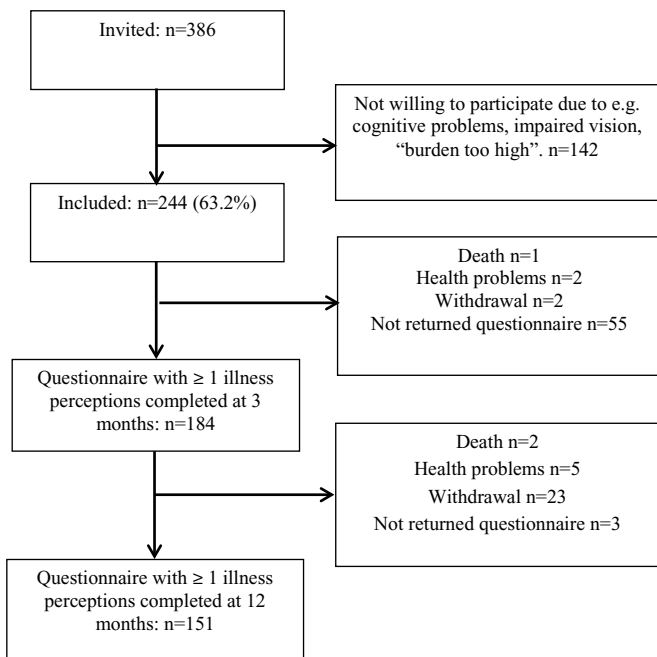 Invited: n=386
Not willing to participate due to e.g.
cognitive problems, impaired vision,
“burden too high”. n=142
Included: n=244 (63.2%)
Death n=1
Health problems n=2
Withdrawal n=2
Not returned questionnaire n=55
Questionnaire with ≥ 1 illness
perceptions completed at 3
months: n=184
Death n=2
Health problems n=5
Withdrawal n=23
Not returned questionnaire n=3
Questionnaire with ≥ 1 illness
perceptions completed at 12
months: n=151